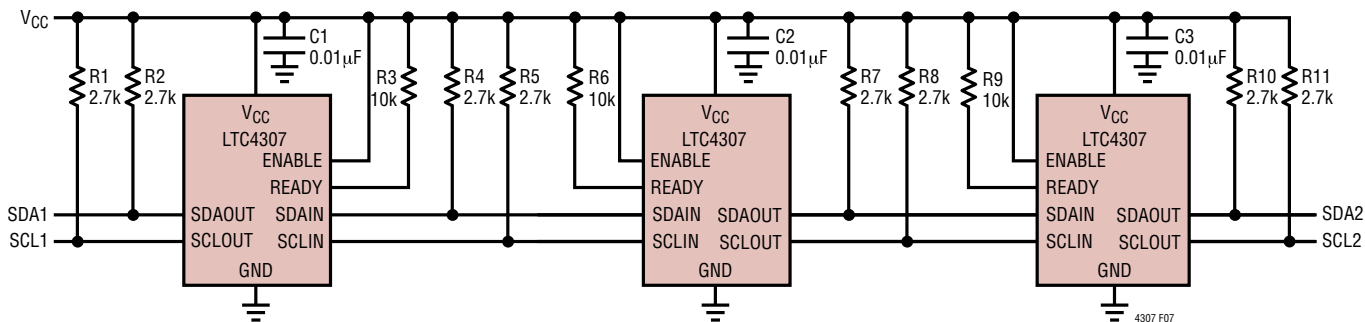 VCC
C1
0.01μF
C2
0.01μF
C3
0.01μF
R1
2.7k
R2
2.7k
R3
10k
R4
2.7k
R5
2.7k
R6
10k
R7
2.7k
R8
2.7k
R9
10k
R10
2.7k
R11
2.7k
VCC
LTC4307
ENABLE
READY
SDAOUT SDAIN
SCLOUT SCLIN
GND
VCC
LTC4307
ENABLE
READY
SDAIN SDAOUT
SCLIN SCLOUT
GND
VCC
LTC4307
ENABLE
READY
SDAIN SDAOUT
SCLIN SCLOUT
GND
SDA1
SCL1
SDA2
SCL2
4307 F07